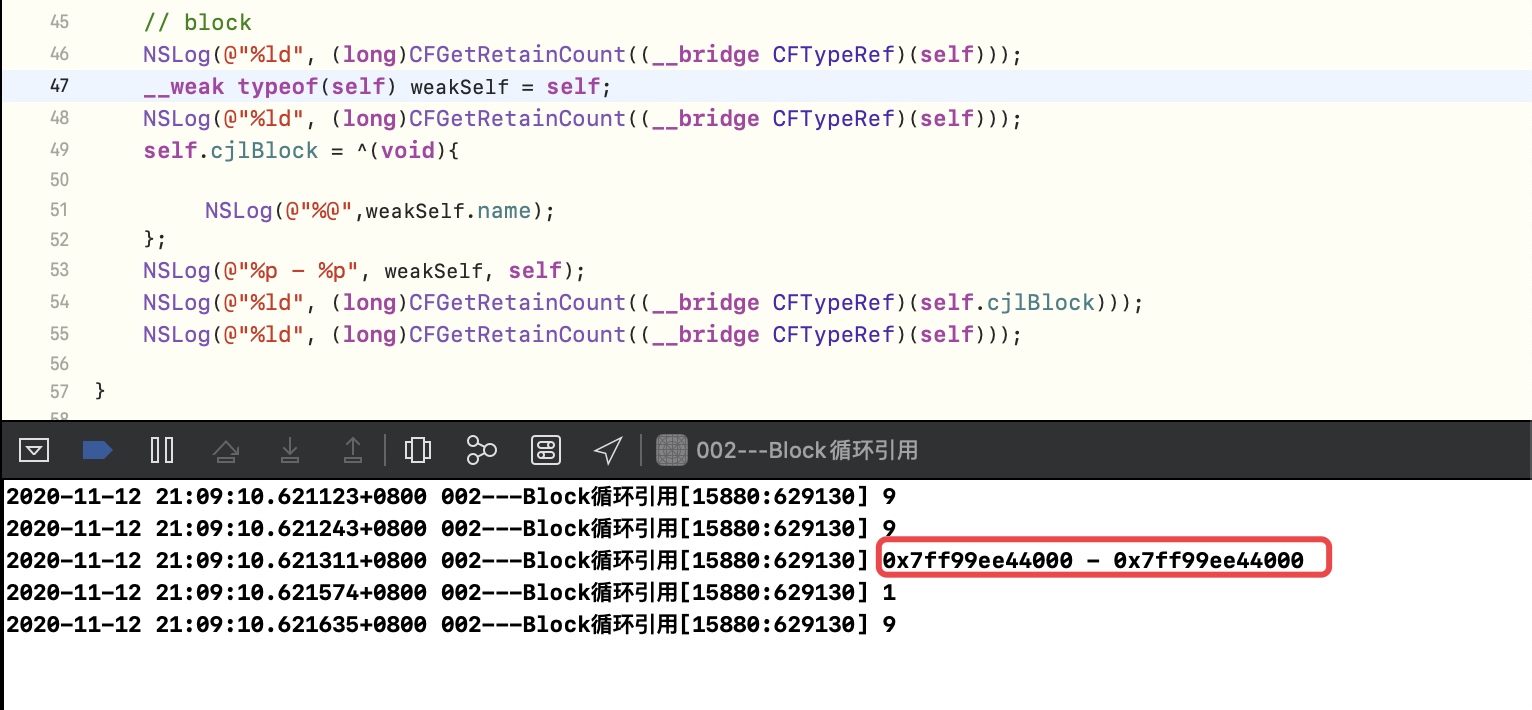 45 // block
46 NSLog(@"%ld", (long)CFGetRetainCount((__bridge CFTypeRef)(self)));
47 __weak typeof(self) weakSelf = self;
48 NSLog(@"%ld", (long)CFGetRetainCount((__bridge CFTypeRef)(self)));
49 self.cjlBlock = ^(void){
50
51 NSLog(@"%@",weakSelf.name);
52 };
53 NSLog(@"%p - %p", weakSelf, self);
54 NSLog(@"%ld", (long)CFGetRetainCount((__bridge CFTypeRef)(self.cjlBlock)));
55 NSLog(@"%ld", (long)CFGetRetainCount((__bridge CFTypeRef)(self)));
56
57 }
58
002---Block循环引用
2020-11-12 21:09:10.621123+0800 002---Block循环引用[15880:629130] 9
2020-11-12 21:09:10.621243+0800 002---Block循环引用[15880:629130] 9
2020-11-12 21:09:10.621311+0800 002---Block循环引用[15880:629130] 0x7ff99ee44000 - 0x7ff99ee44000
2020-11-12 21:09:10.621574+0800 002---Block循环引用[15880:629130] 1
2020-11-12 21:09:10.621635+0800 002---Block循环引用[15880:629130] 9